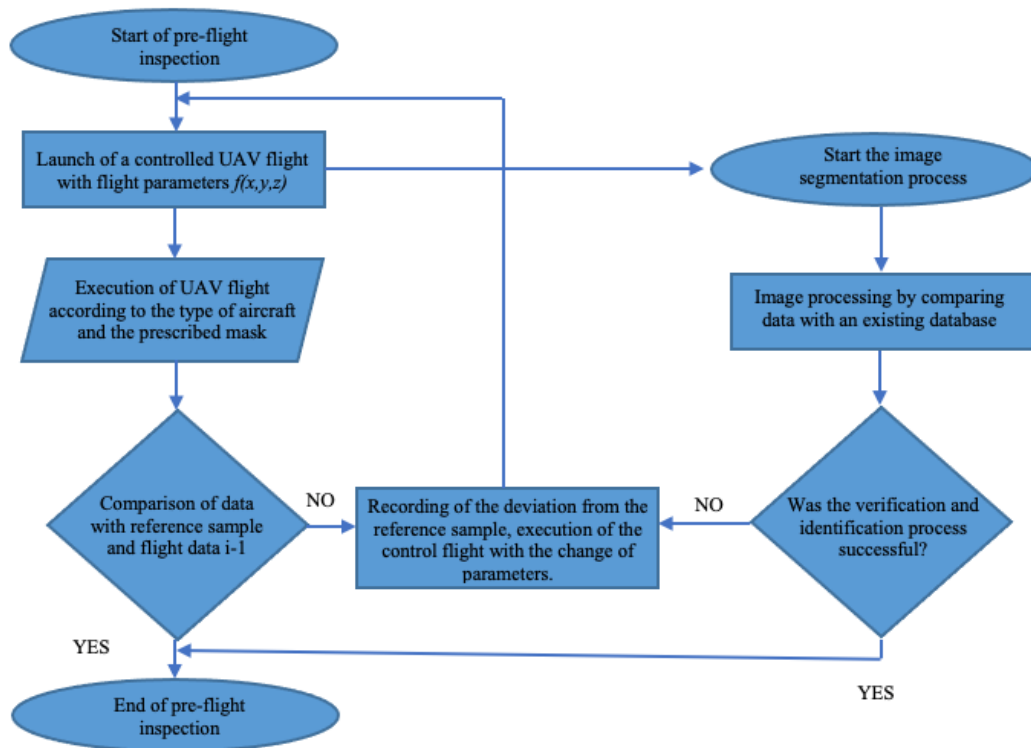 Start of pre-flight
inspection
Launch of a controlled UAV flight
with flight parameters f(x,y,z)
Start the image
segmentation process
Execution of UAV flight
according to the type of aircraft
and the prescribed mask
Image processing by comparing
data with an existing database
Comparison of data
with reference sample
and flight data i-1
NO
Recording of the deviation from the
reference sample, execution of the
control flight with the change of
parameters.
NO
Was the verification and
identification process
successful?
YES
YES
End of pre-flight
inspection